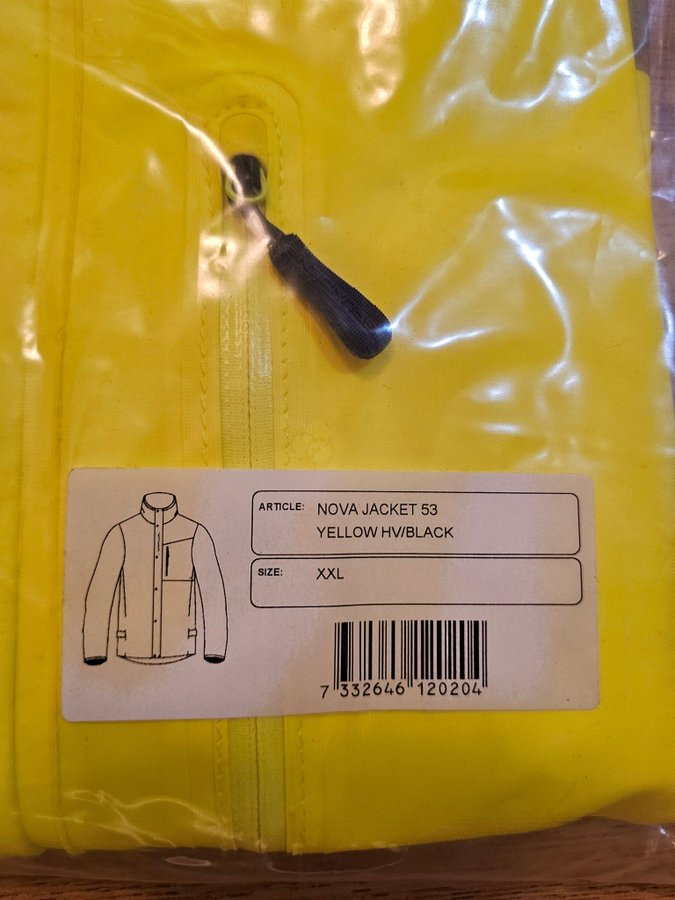 ARTICLE: NOVA JACKET 53
YELLOW HV/BLACK
SIZE: XXL
7 332646 120204